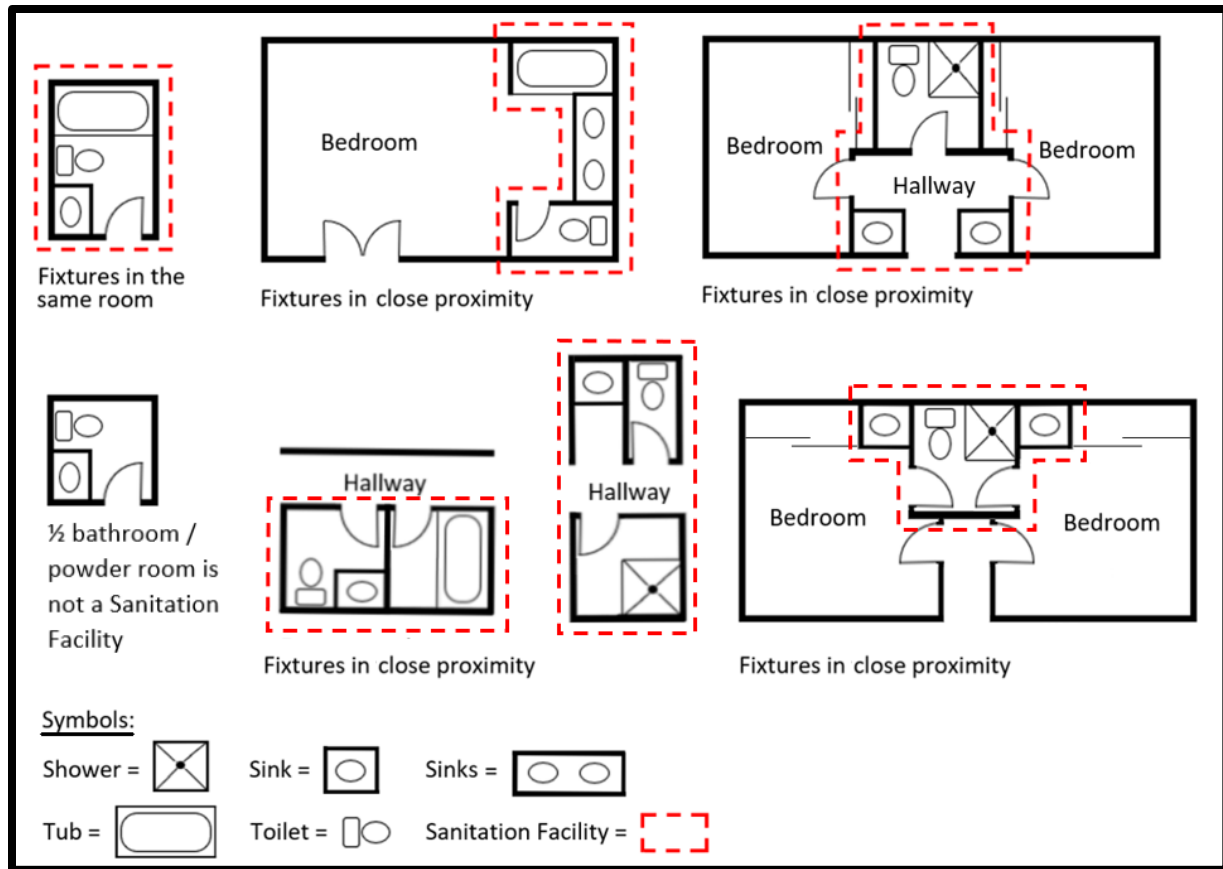 Bedroom
Bedroom
Bedroom
Hallway
Fixtures in the
same room
Fixtures in close proximity
Fixtures in close proximity
½ bathroom /
powder room is
not a Sanitation
Facility
Hallway
Hallway
Bedroom
Bedroom
Fixtures in close proximity
Fixtures in close proximity
Symbols:
Shower =
Sink =
Sinks =
Tub =
Toilet =
Sanitation Facility =